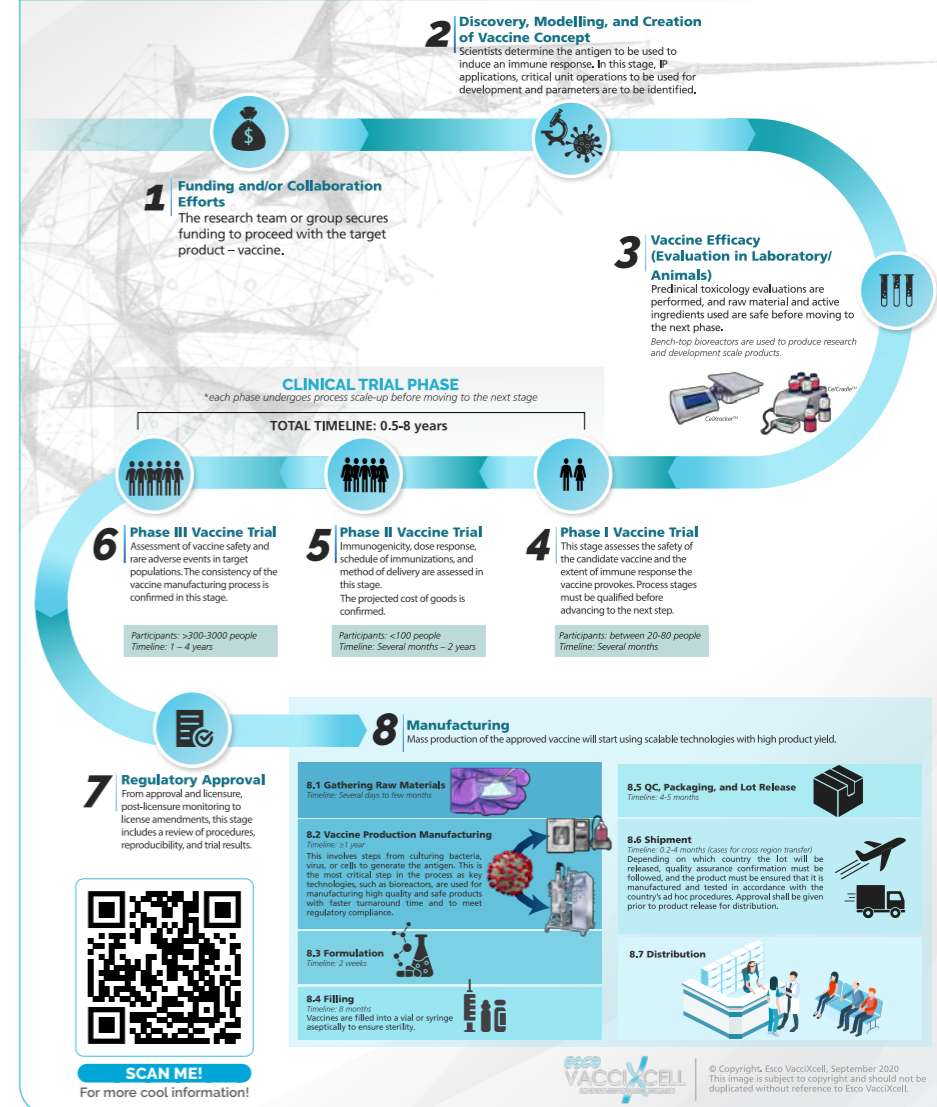 2
Discovery, Modelling, and Creation
of Vaccine Concept
Scientists determine the antigen to be used to
induce an immune response. In this stage, IP
applications, critical unit operations to be used for
development and parameters are to be identified.
$
1
Funding and/or Collaboration
Efforts
The research team or group secures
funding to proceed with the target
product – vaccine.
3
Vaccine Efficacy
(Evaluation in Laboratory/
Animals)
Preclinical toxicology evaluations are
performed, and raw material and active
ingredients used are safe before moving to
the next phase.
Bench-top bioreactors are used to produce research
and development scale products.
CelCradle™
CelXrocker™
CLINICAL TRIAL PHASE
*each phase undergoes process scale-up before moving to the next stage
TOTAL TIMELINE: 0.5-8 years
6
Phase III Vaccine Trial
Assessment of vaccine safety and
rare adverse events in target
populations. The consistency of the
vaccine manufacturing process is
confirmed in this stage.
Participants: >300-3000 people
Timeline: 1 – 4 years
5
Phase II Vaccine Trial
Immunogenicity, dose response,
schedule of immunizations, and
method of delivery are assessed in
this stage.
The projected cost of goods is
confirmed.
Participants: <100 people
Timeline: Several months – 2 years
4
Phase I Vaccine Trial
This stage assesses the safety of
the candidate vaccine and the
extent of immune response the
vaccine provokes. Process stages
must be qualified before
advancing to the next step.
Participants: between 20-80 people
Timeline: Several months
7
Regulatory Approval
From approval and licensure,
post-licensure monitoring to
license amendments, this stage
includes a review of procedures,
reproducibility, and trial results.
8
Manufacturing
Mass production of the approved vaccine will start using scalable technologies with high product yield.
8.1 Gathering Raw Materials
Timeline: Several days to few months
8.2 Vaccine Production Manufacturing
Timeline: ≥1 year
This involves steps from culturing bacteria,
virus, or cells to generate the antigen. This is
the most critical step in the process as key
technologies, such as bioreactors, are used for
manufacturing high quality and safe products
with faster turnaround time and to meet
regulatory compliance.
8.3 Formulation
Timeline: 2 weeks
8.4 Filling
Timeline: 8 months
Vaccines are filled into a vial or syringe
aseptically to ensure sterility.
8.5 QC, Packaging, and Lot Release
Timeline: 4-5 months
8.6 Shipment
Timeline: 0.2-4 months (cases for cross region transfer)
Depending on which country the lot will be
released, quality assurance confirmation must be
followed, and the product must be ensured that it is
manufactured and tested in accordance with the
country's ad hoc procedures. Approval shall be given
prior to product release for distribution.
8.7 Distribution
SCAN ME!
For more cool information!
esco
VACCIXCELL
© Copyright. Esco VacciXcell, September 2020
This image is subject to copyright and should not be
duplicated without reference to Esco VacciXcell.